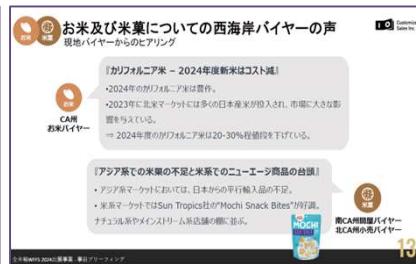 お米
米菓
お米及び米菓についての西海岸バイヤーの声
現地バイヤーからのヒアリング
Customized
Sales Inc.
お米
CA州
お米バイヤー
『カリフォルニア米 – 2024年度新米はコスト減』
•2024年のカリフォルニア米は豊作。
•2023年に北米マーケットには多くの日本産米が投入され、市場に大きな影
響を与えている。
⇒ 2024年度のカリフォルニア米は20-30%程値段を下げている。
『アジア系での米菓の不足と米系でのニューエージ商品の台頭』
• アジア系マーケットにおいては、日本からの平行輸入品の不足。
• 米系マーケットではSun Tropics社の"Mochi Snack Bites"が好調。
ナチュラル系やメインストリーム系店舗の棚に並ぶ。
米菓
南CA州問屋バイヤー
北CA州小売バイヤー
MOCHI
13